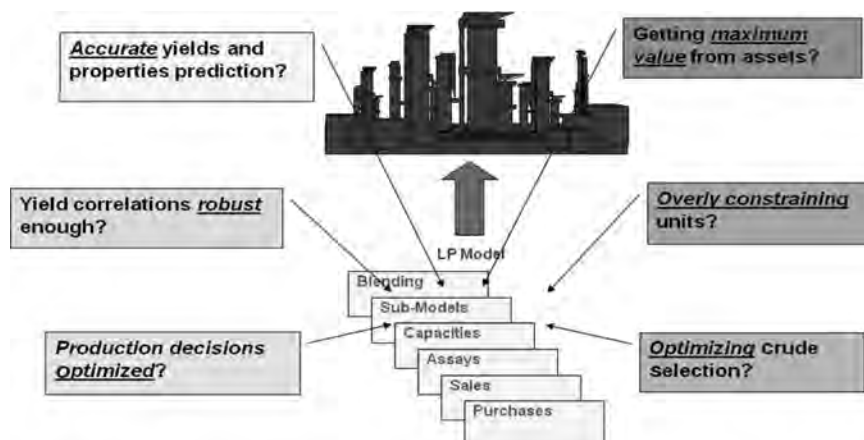 Accurate yields and
properties prediction?
Getting maximum
value from assets?
Yield correlations robust
enough?
Overly constraining
units?
LP Model
Blending
Sub-Models
Capacities
Assays
Sales
Purchases
Production decisions
optimized?
Optimizing crude
selection?